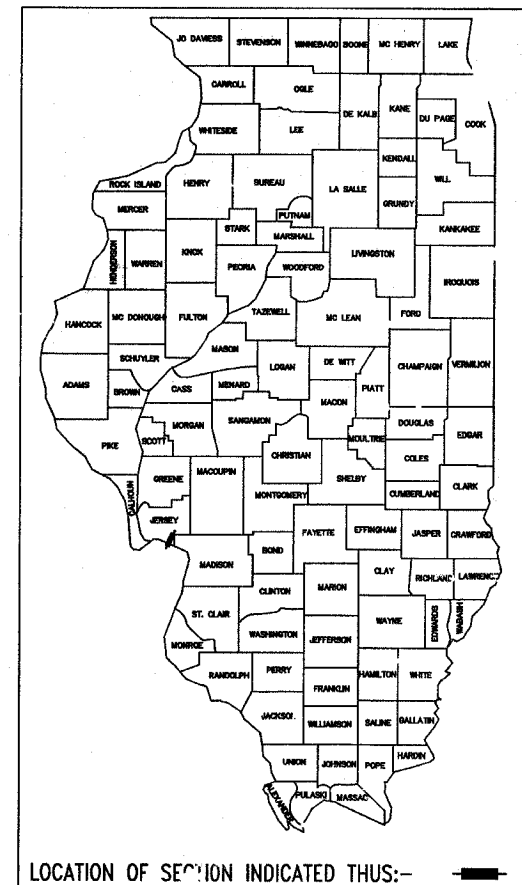 JO DAVIESS STEVENSON WINNEBAGO BOONE MC HENRY LAKE
CARROLL OGLE DE KALB KANE DU PAGE COOK
WHITESIDE LEE KENDALL WILL
ROCK ISLAND HENRY BUREAU LA SALLE GRUNDY
MERCER PUTNAM KANKAKEE
HENDERSON WARREN KNOX STARK MARSHALL LIVINGSTON
PEORIA WOODFORD IROQUOIS
HANCOCK MC DONOUGH FULTON TAZEWELL MC LEAN FORD
MASON
SCHUYLER LOGAN DE WITT CHAMPAIGN VERMILION
ADAMS BROWN CASS MENARD PIATT
MACON
PIKE SCOTT MORGAN SANGAMON MOULTRIE DOUGLAS EDGAR
CHRISTIAN COLES
CALHOUN GREENE MACOUPIN SHELBY CUMBERLAND CLARK
MONTGOMERY
JERSEY FAYETTE EFFINGHAM JASPER CRAWFORD
MADISON BOND
CLAY RICHLAND LAWRENC
CLINTON MARION
ST. CLAIR WAYNE EDWARDS WABASH
WASHINGTON JEFFERSON
MONROE
RANDOLPH PERRY HAMILTON WHITE
FRANKLIN
JACKSO. WILLIAMSON SALINE GALLATIN
UNION JOHNSON POPE HARDIN
ALEXANDER PULASKI MASSAC
LOCATION OF SECTION INDICATED THUS:-